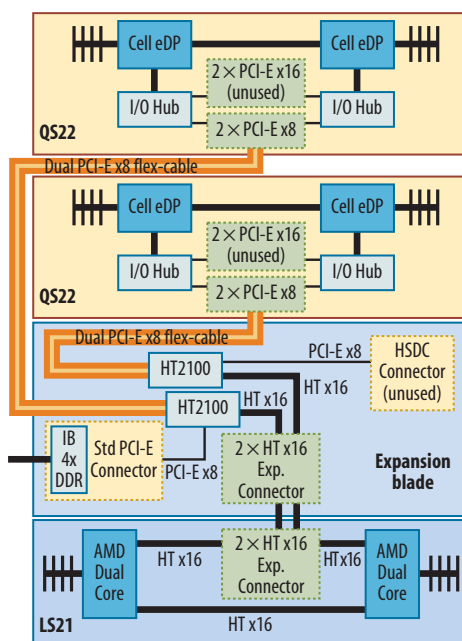 Cell eDP
Cell eDP
2 × PCI-E x16
(unused)
I/O Hub
I/O Hub
2 × PCI-E x8
QS22
Dual PCI-E x8 flex-cable
Cell eDP
Cell eDP
2 × PCI-E x16
(unused)
I/O Hub
I/O Hub
2 × PCI-E x8
QS22
Dual PCI-E x8 flex-cable
PCI-E x8
HSDC
Connector
(unused)
HT2100
HT x16
HT2100
HT x16
IB
4x
DDR
Std PCI-E
Connector
PCI-E x8
2 × HT x16
Exp.
Connector
Expansion
blade
AMD
Dual
Core
HT x16
2 × HT x16
Exp.
Connector
HTx16
AMD
Dual
Core
LS21
HT x16